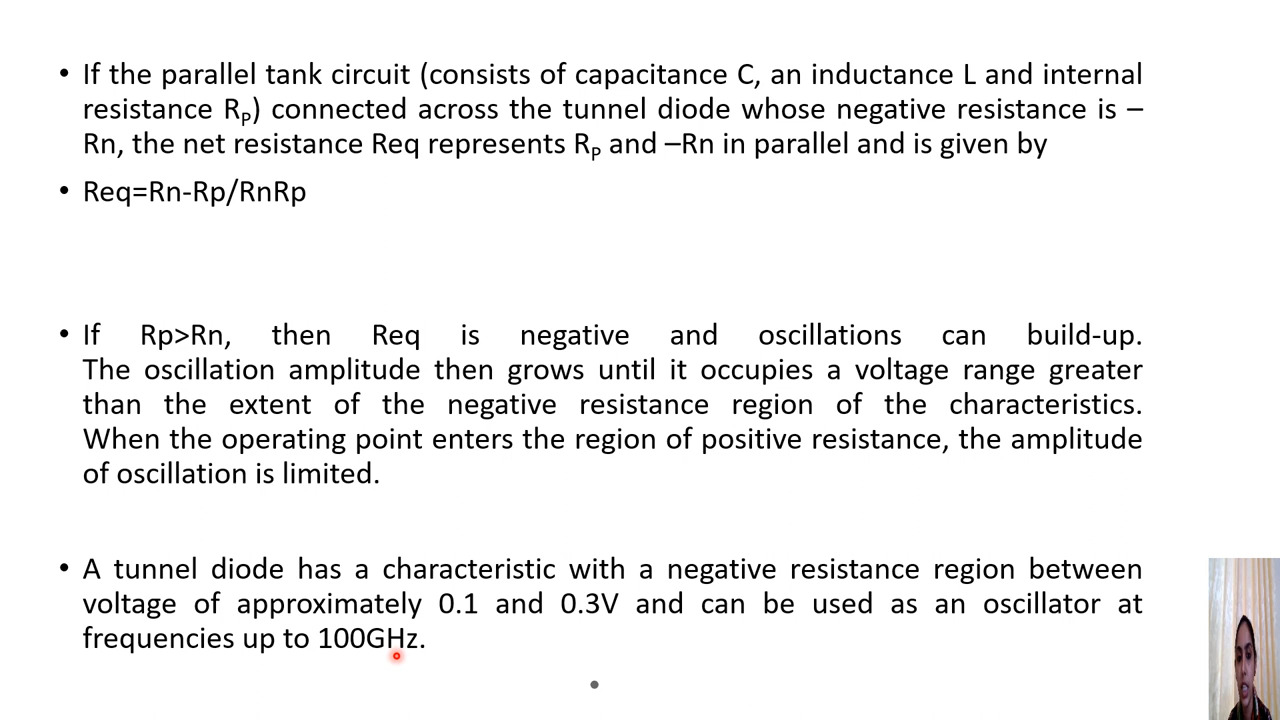 • If the parallel tank circuit (consists of capacitance C, an inductance L and internal
resistance RP) connected across the tunnel diode whose negative resistance is –
Rn, the net resistance Req represents RP and –Rn in parallel and is given by
• Req=Rn-Rp/RnRp
• If Rp>Rn, then Req is negative and oscillations can build-up.
The oscillation amplitude then grows until it occupies a voltage range greater
than the extent of the negative resistance region of the characteristics.
When the operating point enters the region of positive resistance, the amplitude
of oscillation is limited.
• A tunnel diode has a characteristic with a negative resistance region between
voltage of approximately 0.1 and 0.3V and can be used as an oscillator at
frequencies up to 100GHz.